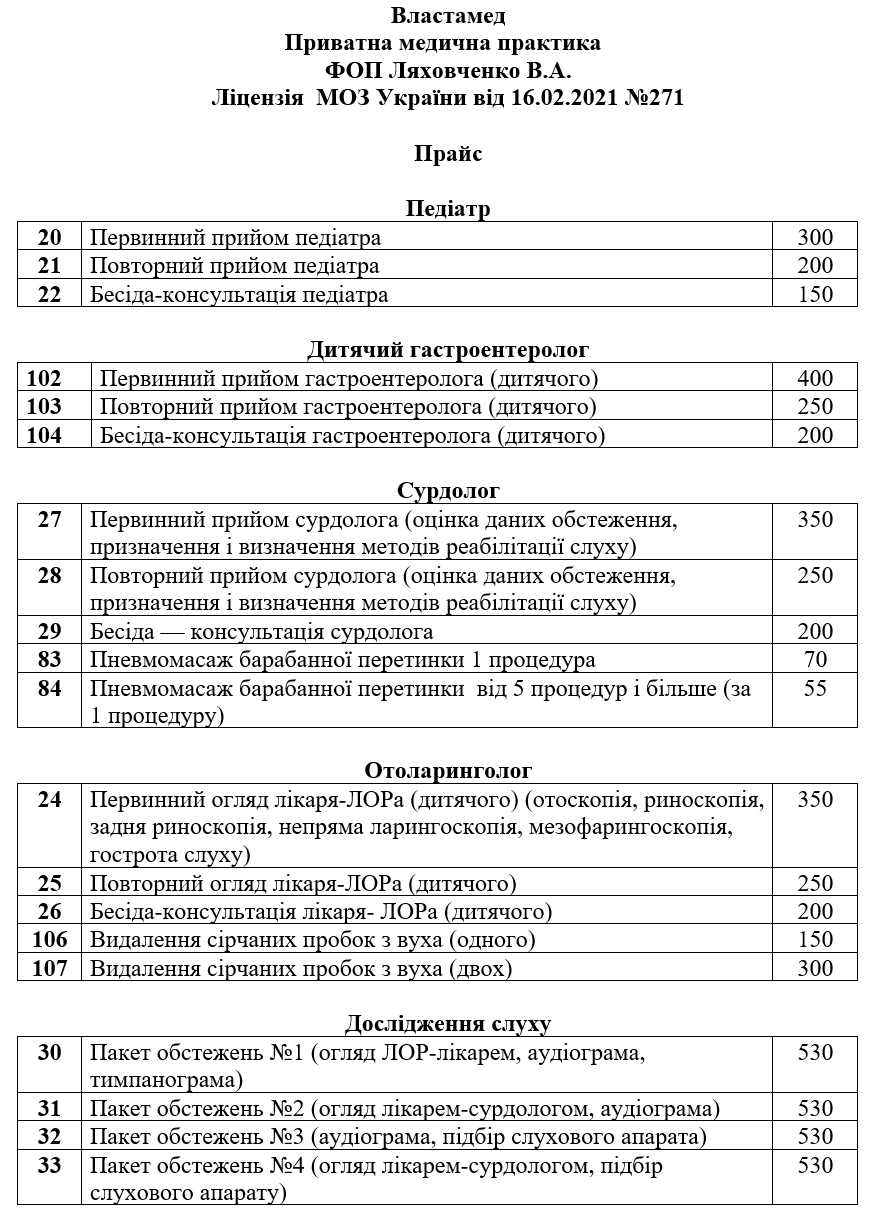 Властамед
Приватна медична практика
ФОП Ляховченко В.А.
Ліцензія МОЗ України від 16.02.2021 №271
Прайс
Педіатр
20 Первинний прийом педіатра 300
21 Повторний прийом педіатра 200
22 Бесіда-консультація педіатра 150
Дитячий гастроентеролог
102 Первинний прийом гастроентеролога (дитячого) 400
103 Повторний прийом гастроентеролога (дитячого) 250
104 Бесіда-консультація гастроентеролога (дитячого) 200
Сурдолог
27 Первинний прийом сурдолога (оцінка даних обстеження, 350
призначення і визначення методів реабілітації слуху)
28 Повторний прийом сурдолога (оцінка даних обстеження, 250
призначення і визначення методів реабілітації слуху)
29 Бесіда — консультація сурдолога 200
83 Пневмомасаж барабанної перетинки 1 процедура 70
84 Пневмомасаж барабанної перетинки від 5 процедур і більше (за 55
1 процедуру)
Отоларинголог
24 Первинний огляд лікаря-ЛОРа (дитячого) (отоскопія, риноскопія, 350
задня риноскопія, непряма ларингоскопія, мезофарингоскопія,
гострота слуху)
25 Повторний огляд лікаря-ЛОРа (дитячого) 250
26 Бесіда-консультація лікаря- ЛОРа (дитячого) 200
106 Видалення сірчаних пробок з вуха (одного) 150
107 Видалення сірчаних пробок з вуха (двох) 300
Дослідження слуху
30 Пакет обстежень №1 (огляд ЛОР-лікарем, аудіограма, 530
тимпанограма)
31 Пакет обстежень №2 (огляд лікарем-сурдологом, аудіограма) 530
32 Пакет обстежень №3 (аудіограма, підбір слухового апарата) 530
33 Пакет обстежень №4 (огляд лікарем-сурдологом, підбір 530
слухового апарату)